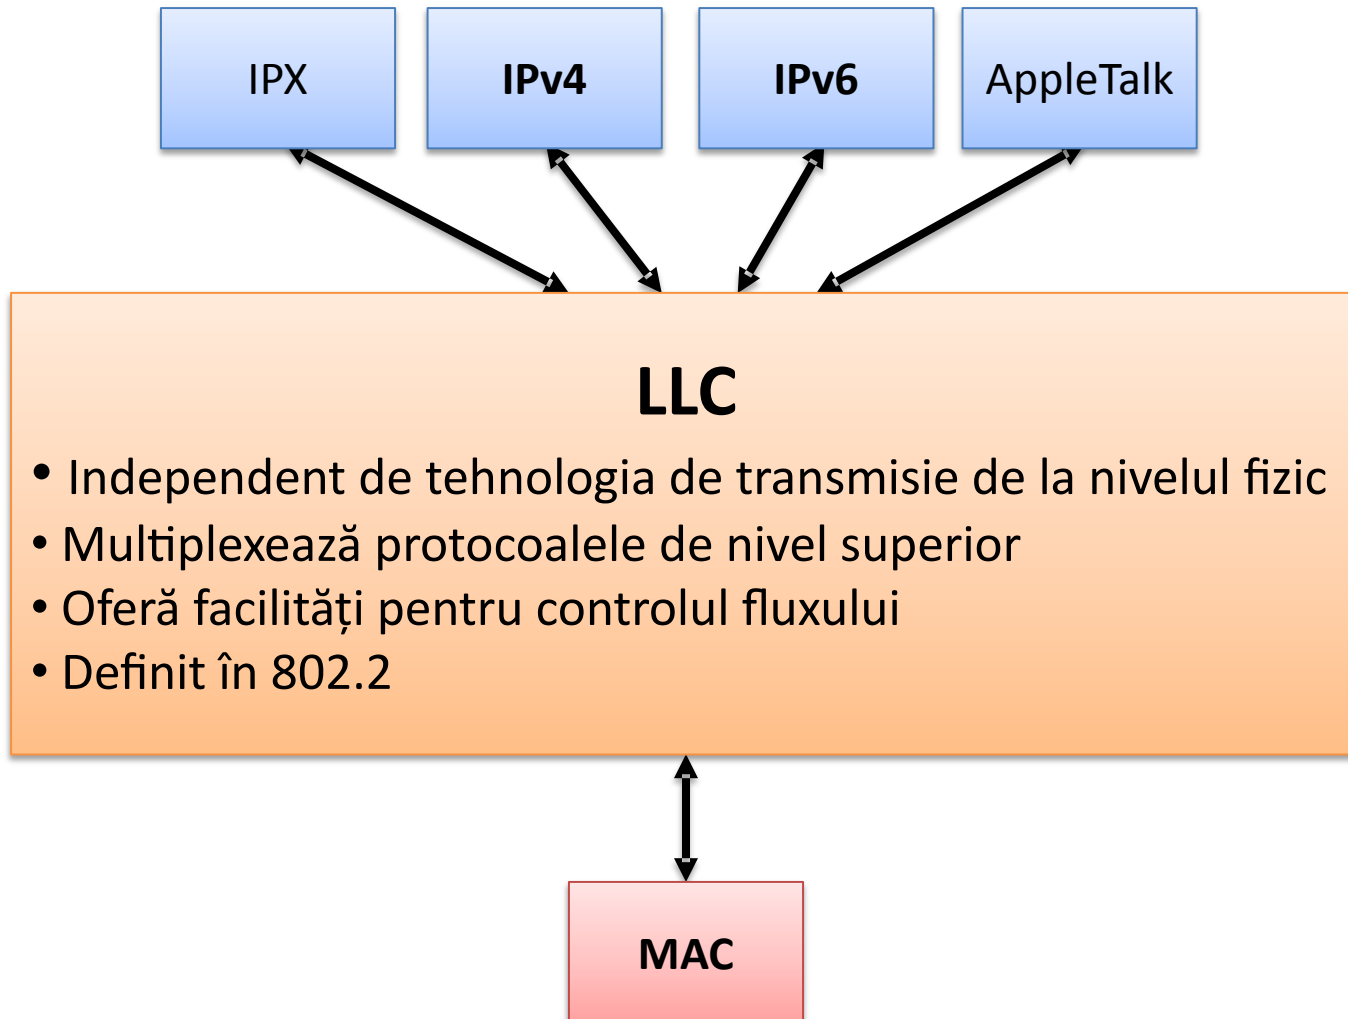 IPX
IPv4
IPv6
AppleTalk
LLC
• Independent de tehnologia de transmisie de la nivelul fizic
• Multiplexează protocoalele de nivel superior
• Oferă facilități pentru controlul fluxului
• Definit în 802.2
MAC